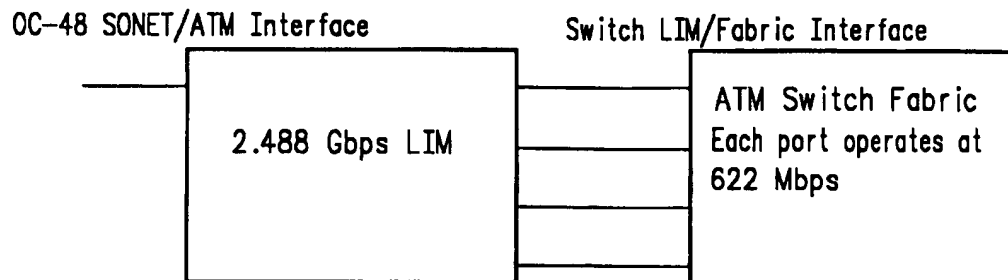 OC-48 SONET/ATM Interface
Switch LIM/Fabric Interface
2.488 Gbps LIM
ATM Switch Fabric
Each port operates at
622 Mbps